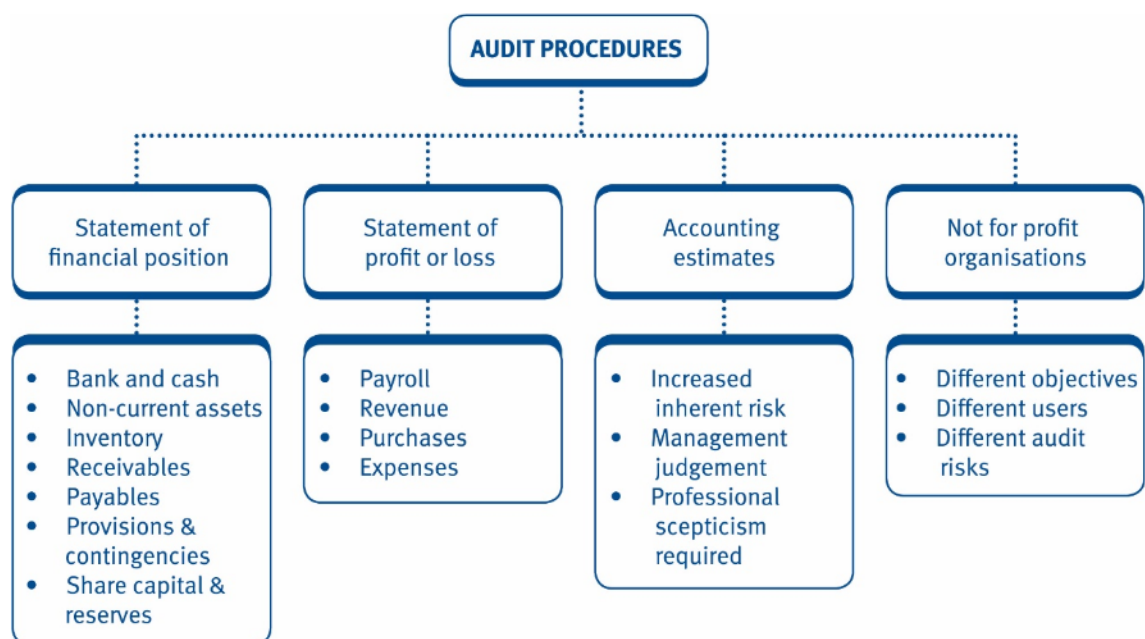 AUDIT PROCEDURES
Statement of
financial position
Statement of
profit or loss
Accounting
estimates
Not for profit
organisations
• Bank and cash
• Non-current assets
• Inventory
• Receivables
• Payables
• Provisions &
contingencies
• Share capital &
reserves
• Payroll
• Revenue
• Purchases
• Expenses
• Increased
inherent risk
• Management
judgement
• Professional
scepticism
required
• Different objectives
• Different users
• Different audit
risks